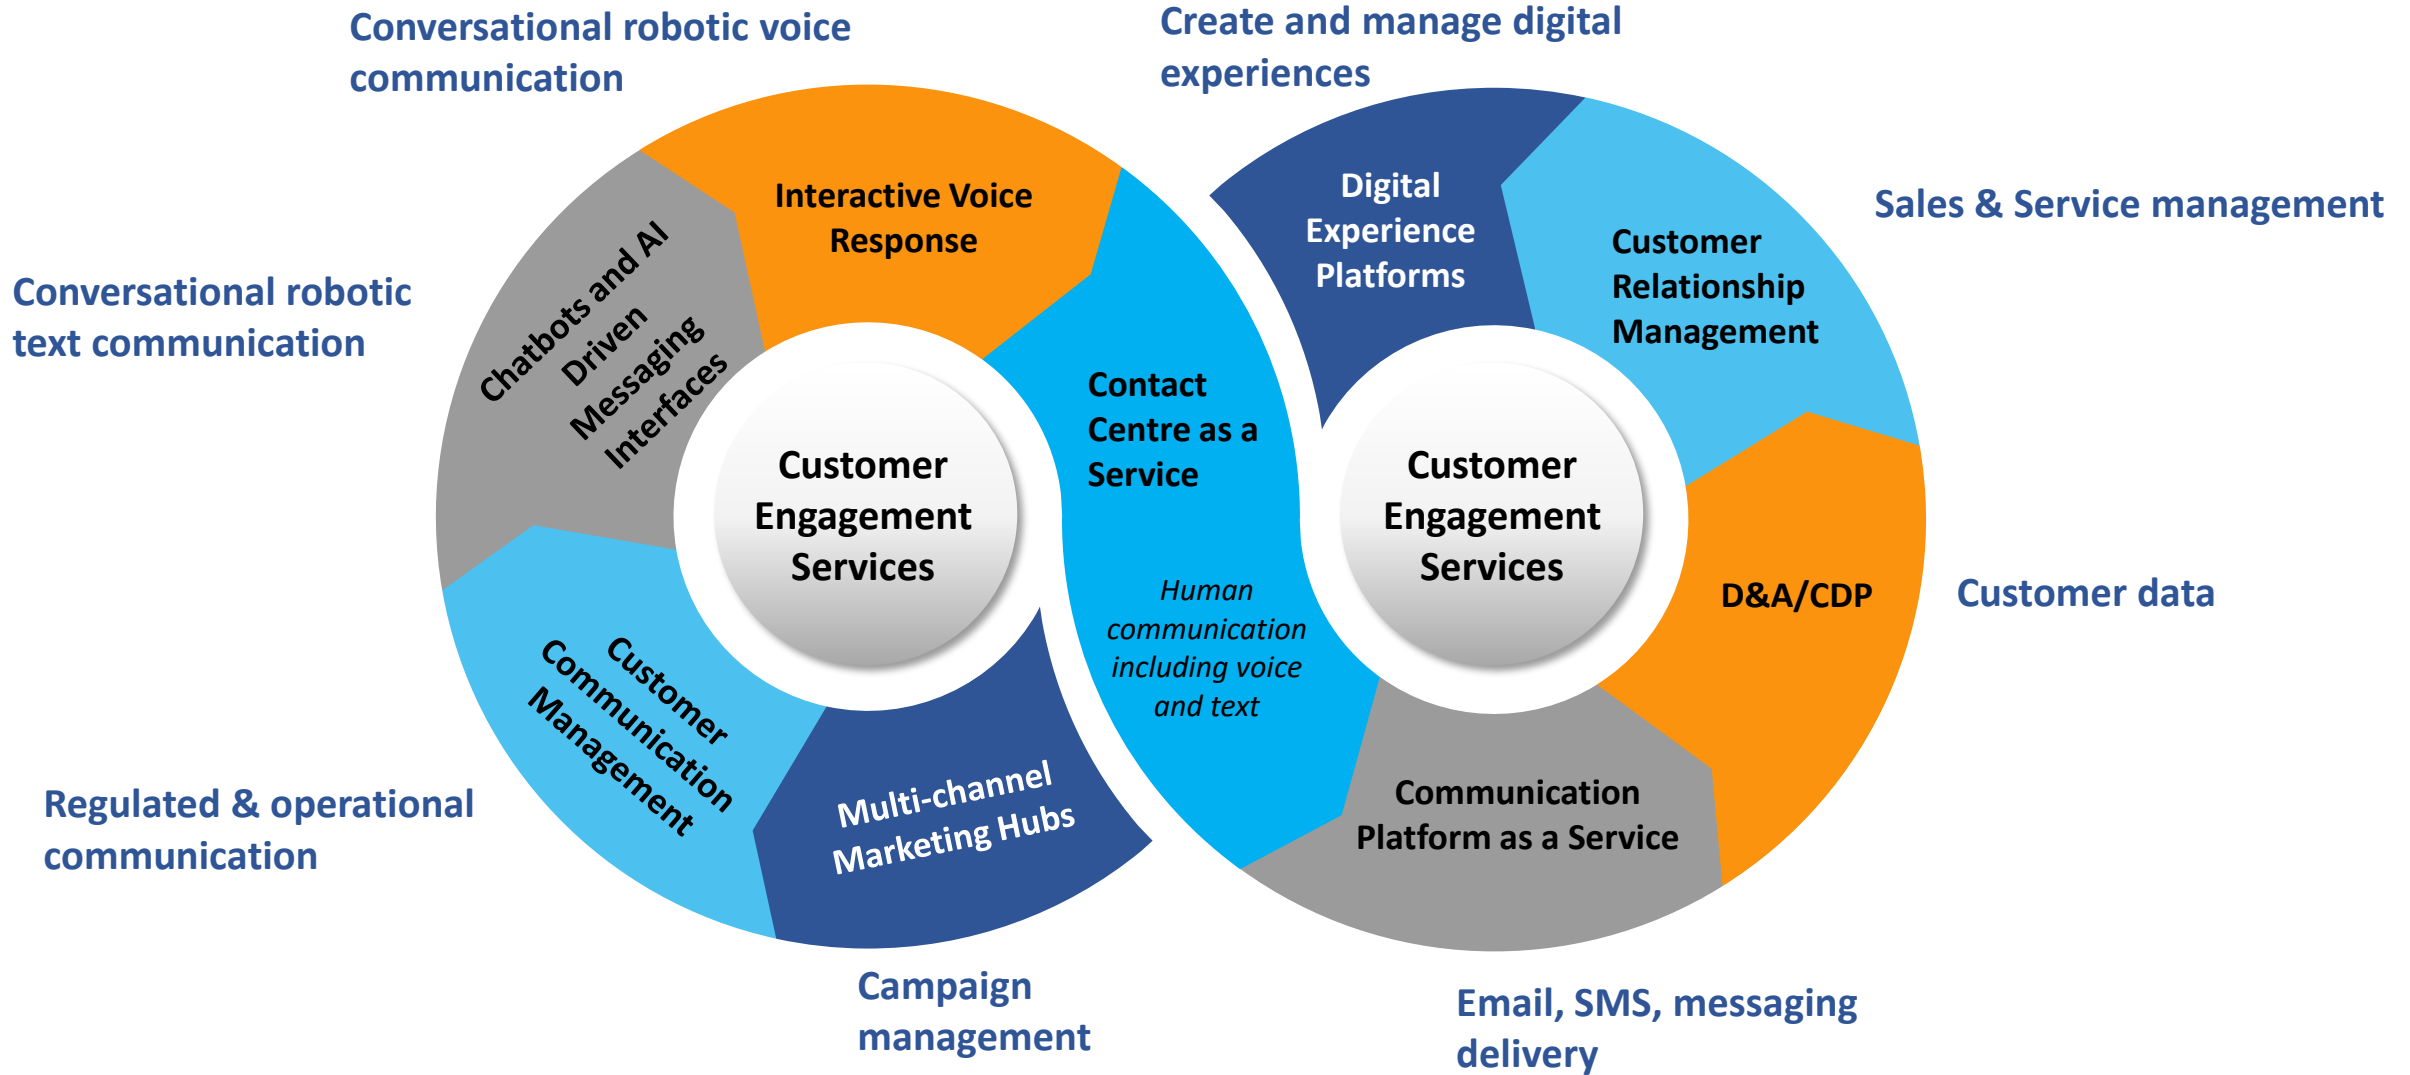 Conversational robotic voice
communication
Create and manage digital
experiences
Interactive Voice
Response
Digital
Experience
Platforms
Customer
Relationship
Management
Sales & Service management
Conversational robotic
text communication
Chatbots and AI
Driven
Messaging
Interfaces
Contact
Centre as a
Service
Customer
Engagement
Services
Customer
Engagement
Services
Human
communication
including voice
and text
D&A/CDP
Customer data
Customer
Communication
Management
Regulated & operational
communication
Multi-channel
Marketing Hubs
Communication
Platform as a Service
Campaign
management
Email, SMS, messaging
delivery